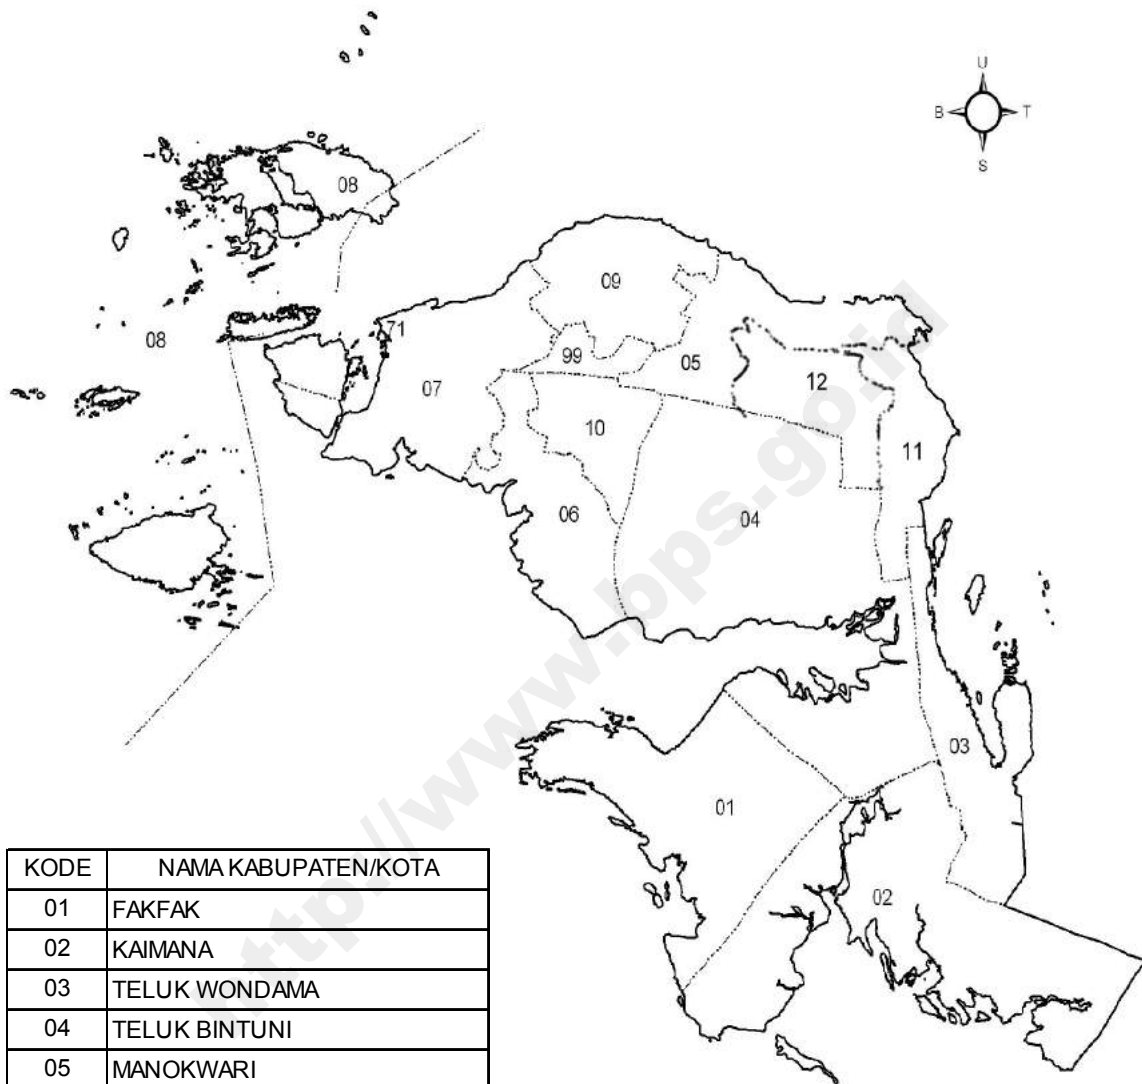 U
B T
S
08
09
08
71
99
05
07
12
10
11
06
04
03
01
02
http://www.bps.go.id
KODE NAMA KABUPATEN/KOTA
01 FAKFAK
02 KAIMANA
03 TELUK WONDAMA
04 TELUK BINTUNI
05 MANOKWARI